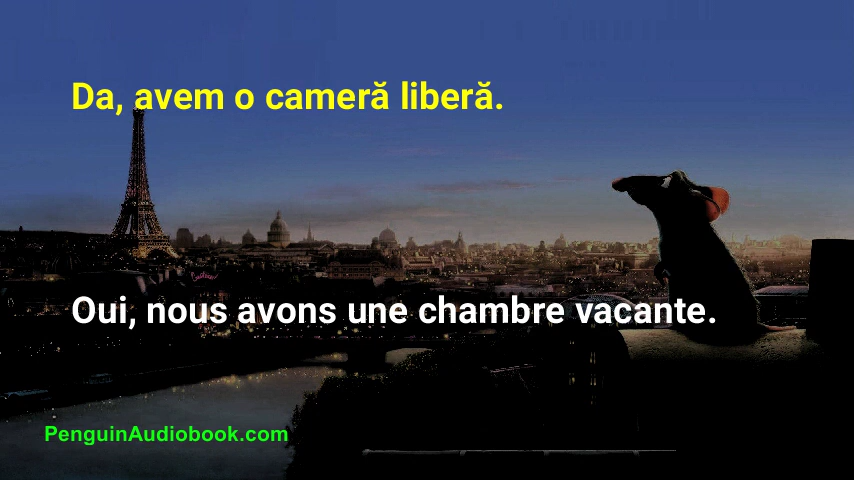 Da, avem o cameră liberă.
Oui, nous avons une chambre vacante.
PenguinAudiobook.com